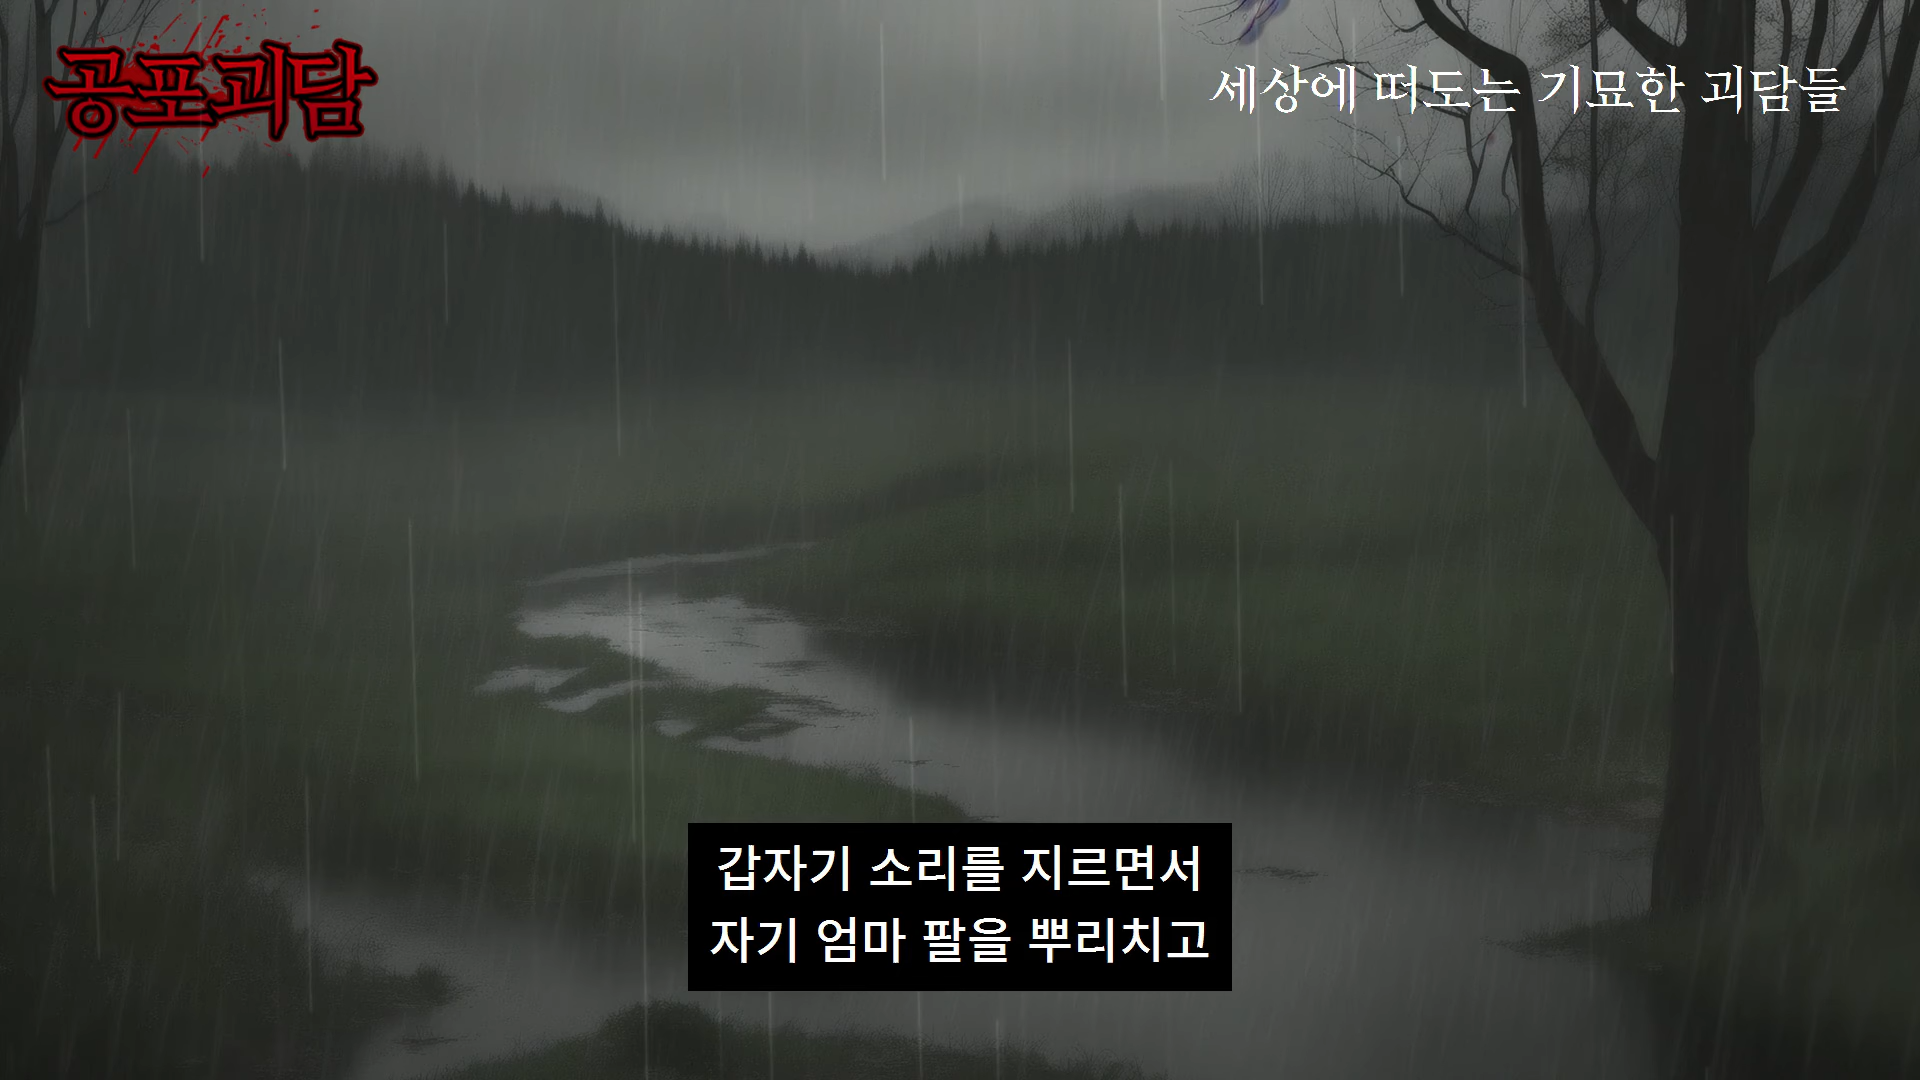 공포괴담
세상에 떠도는 기묘한 괴담들
갑자기 소리를 지르면서
자기 엄마 팔을 뿌리치고